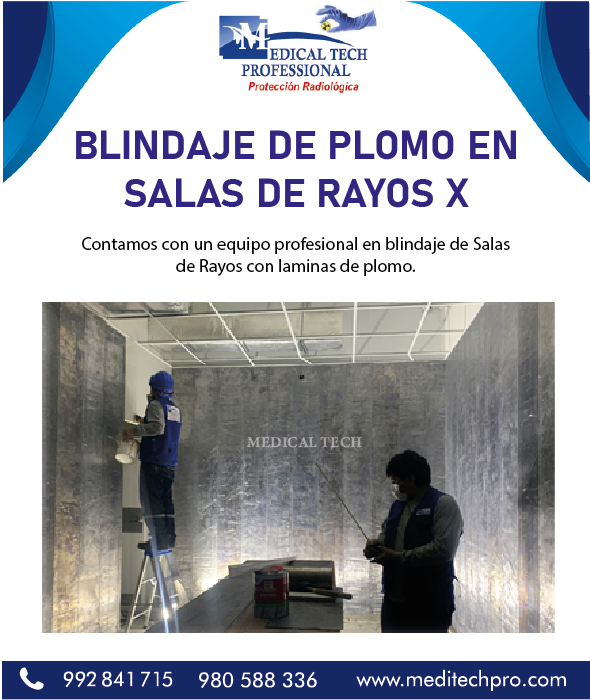 MEDICAL TECH
PROFESSIONAL
Protección Radiológica
BLINDAJE DE PLOMO EN
SALAS DE RAYOS X
Contamos con un equipo profesional en blindaje de Salas
de Rayos con laminas de plomo.
MEDICAL TECH
992 841 715 980 588 336 www.meditechpro.com